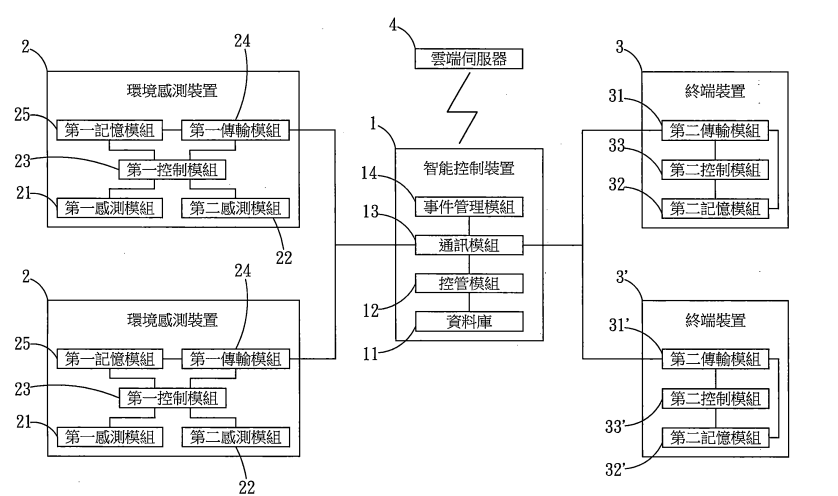 2
24
環境感測裝置
25
第一記憶模組
第一傳輸模組
23
第一控制模組
21
第一感測模組
第二感測模組
22
2
24
環境感測裝置
25
第一記憶模組
第一傳輸模組
23
第一控制模組
21
第一感測模組
第二感測模組
22
4
雲端伺服器
1
智能控制裝置
14
事件管理模組
13
通訊模組
控管模組
12
資料庫
11
3
終端裝置
31
第二傳輸模組
33
第二控制模組
32
第二記憶模組
3'
終端裝置
31'
第二傳輸模組
第二控制模組
33'
第二記憶模組
32'